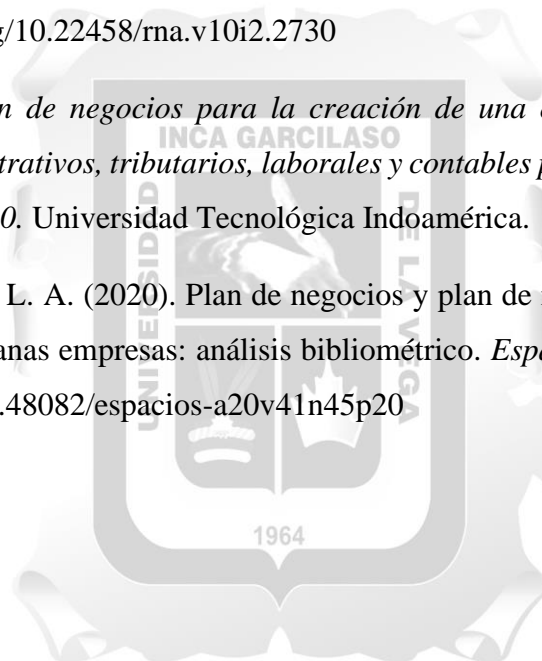 g/10.22458/rna.v10i2.2730
n de negocios para la creación de una
trativos, tributarios, laborales y contables
0. Universidad Tecnológica Indoamérica.
L. A. (2020). Plan de negocios y plan de
anas empresas: análisis bibliométrico. Espa
.48082/espacios-a20v41n45p20
INCA GARCILASO
UNIVERSIDAD
DE LA VEGA
1964